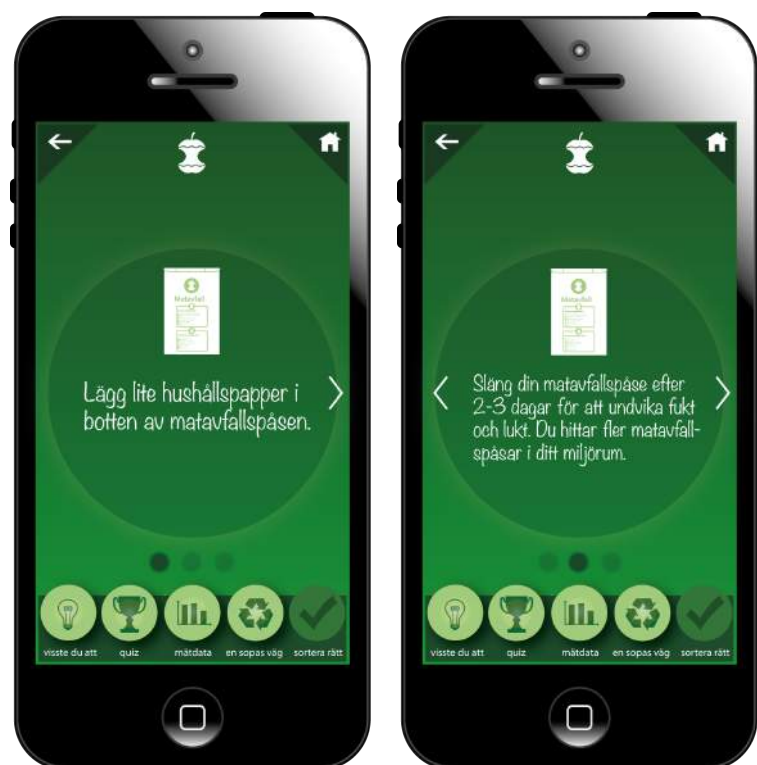 Matavfall
Lägg lite hushållspapper i
botten av matavfallspåsen.
visste du att
quiz
mätdata
en sopas väg
sortera rätt
Matavfall
Släng din matavfallspåse efter
2-3 dagar för att undvika fukt
och lukt. Du hittar fler matavfall-
spåsar i ditt miljörum.
visste du att
quiz
mätdata
en sopas väg
sortera rätt